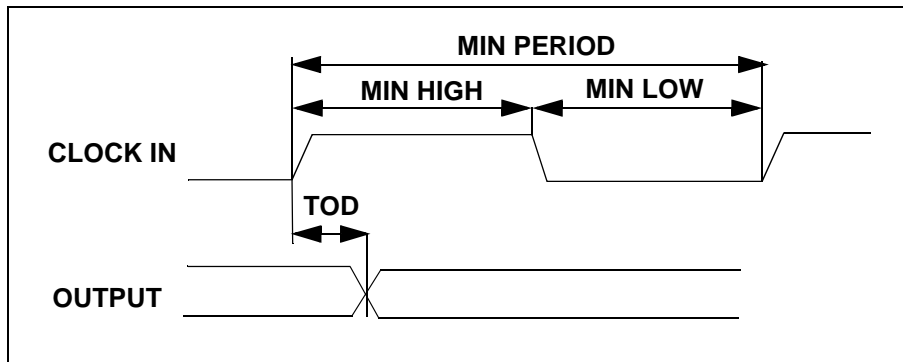 MIN PERIOD
MIN HIGH
MIN LOW
CLOCK IN
TOD
OUTPUT